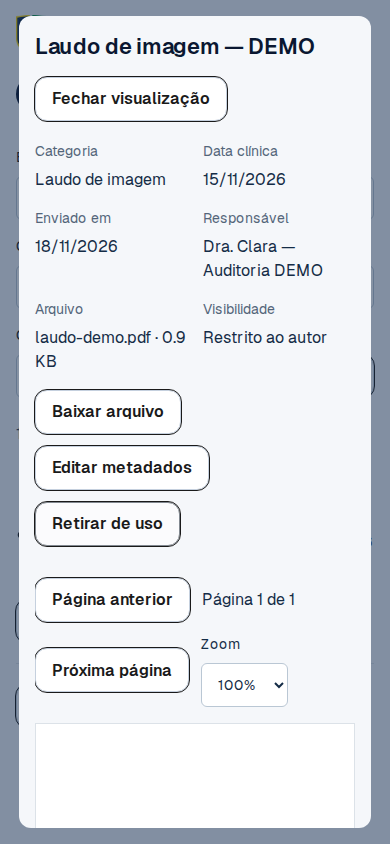 Laudo de imagem — DEMO
Fechar visualização
Categoria
Laudo de imagem
Data clínica
15/11/2026
Enviado em
18/11/2026
Responsável
Dra. Clara —
Auditoria DEMO
Arquivo
laudo-demo.pdf · 0.9
KB
Visibilidade
Restrito ao autor
Baixar arquivo
Editar metadados
Retirar de uso
Página anterior
Página 1 de 1
Próxima página
Zoom
100%